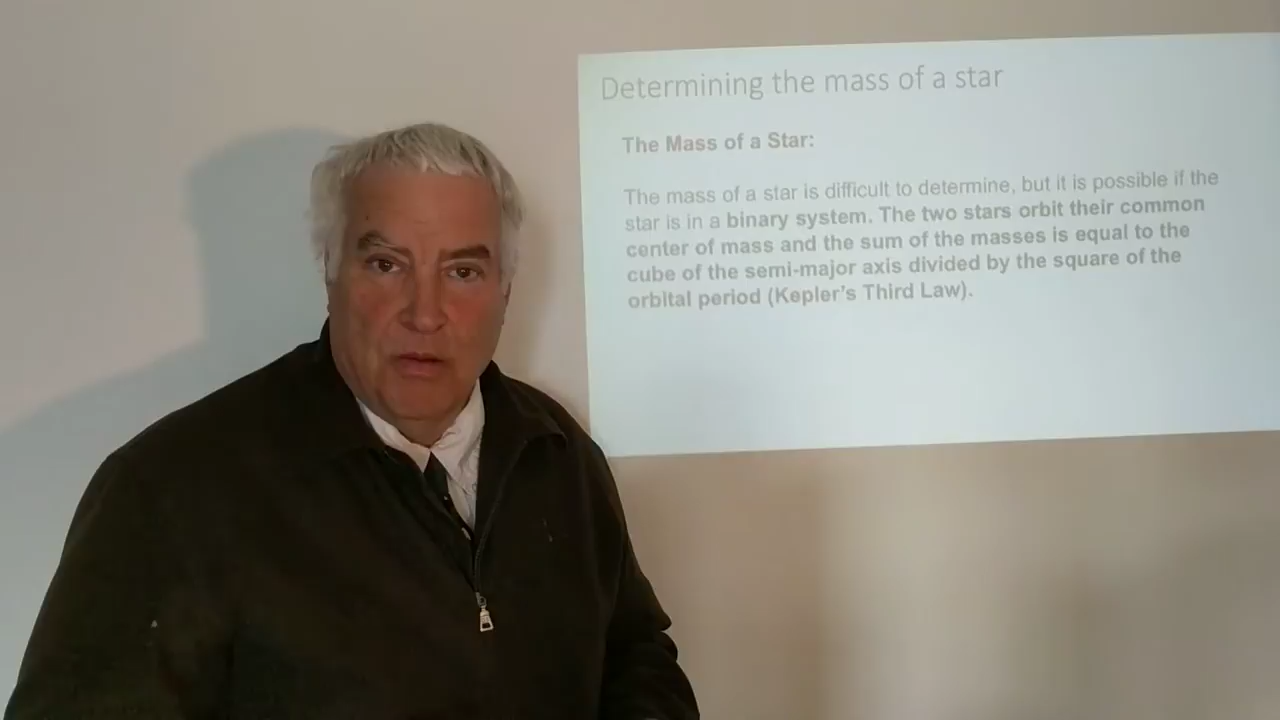 Determining the mass of a star
The Mass of a Star:
The mass of a star is difficult to determine, but it is possible if the
star is in a binary system. The two stars orbit their common
center of mass and the sum of the masses is equal to the
cube of the semi-major axis divided by the square of the
orbital period (Kepler’s Third Law).